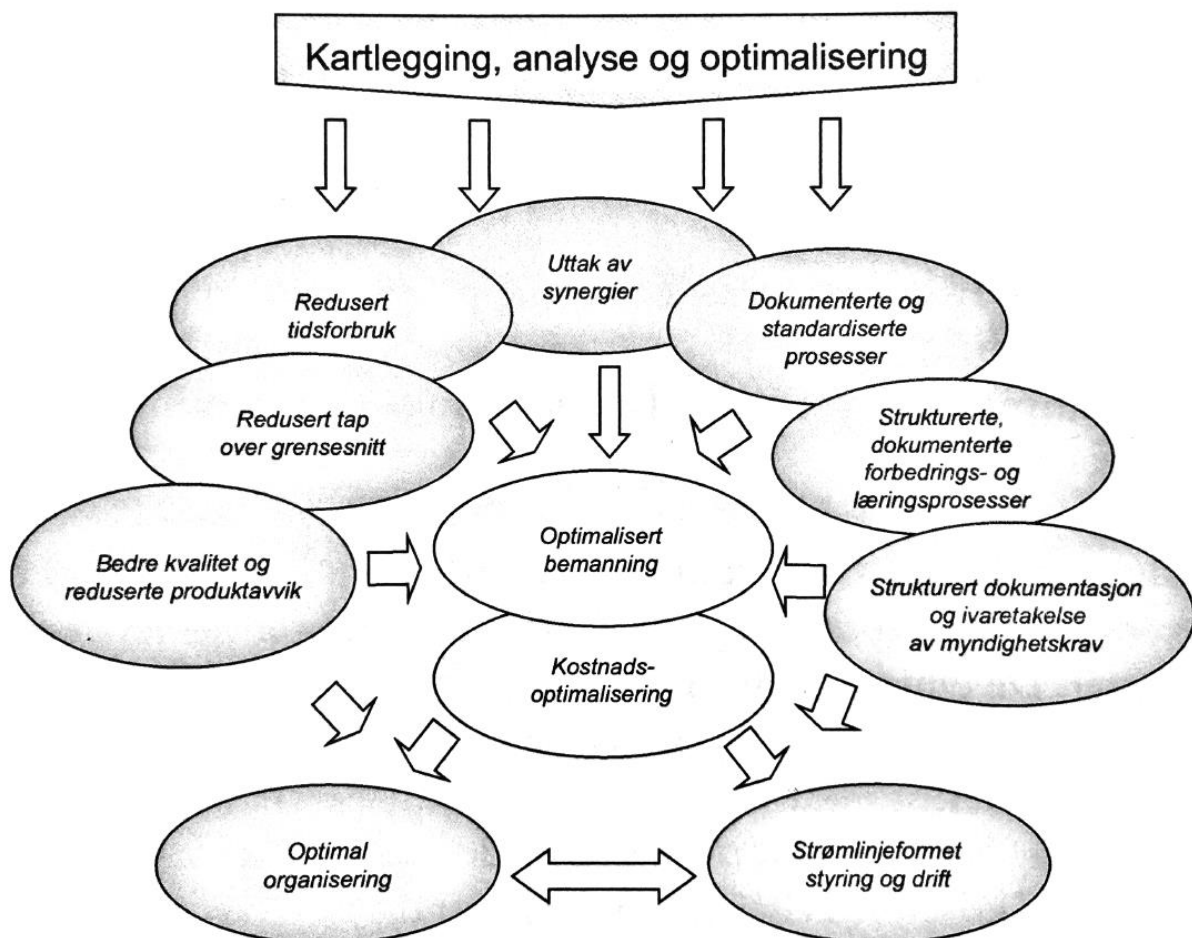 Kartlegging, analyse og optimalisering
Uttak av
synergier
Redusert
tidsforbruk
Dokumenterte og
standardiserte
prosesser
Redusert tap
over grensesnitt
Strukturerte,
dokumenterte
forbedrings- og
læringsprosesser
Optimalisert
bemanning
Bedre kvalitet og
reduserte produktavvik
Strukturert dokumentasjon
og ivaretakelse
av myndighetskrav
Kostnads-
optimalisering
Optimal
organisering
Strømlinjeformet
styring og drift